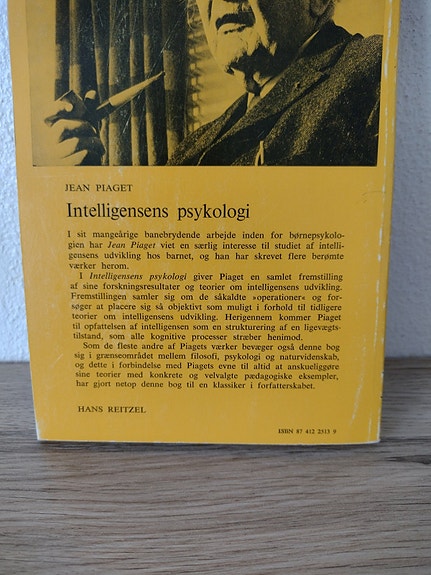 JEAN PIAGET
Intelligensens psykologi
I sit mangeårige banebrydende arbejde inden for børnepsykolo-
gien har Jean Piaget viet en særlig interesse til studiet af intelli-
gensens udvikling hos barnet, og han har skrevet flere berømte
værker herom.
I Intelligensens psykologi giver Piaget en samlet fremstilling
af sine forskningsresultater og teorier om intelligensens udvikling.
Fremstillingen samler sig om de såkaldte »operationer« og for-
søger at placere sig så objektivt som muligt i forhold til tidligere
teorier om intelligensens udvikling. Herigennem kommer Piaget
til opfattelsen af intelligensen som en strukturering af en ligevægts-
tilstand, som alle kognitive processer stræber henimod.
Som de fleste andre af Piagets værker bevæger også denne bog
sig i grænseområdet mellem filosofi, psykologi og naturvidenskab,
og dette i forbindelse med Piagets evne til altid at anskueliggøre
sine teorier med konkrete og velvalgte pædagogiske eksempler,
har gjort netop denne bog til en klassiker i forfatterskabet.
HANS REITZEL
ISBN 87 412 2313 9